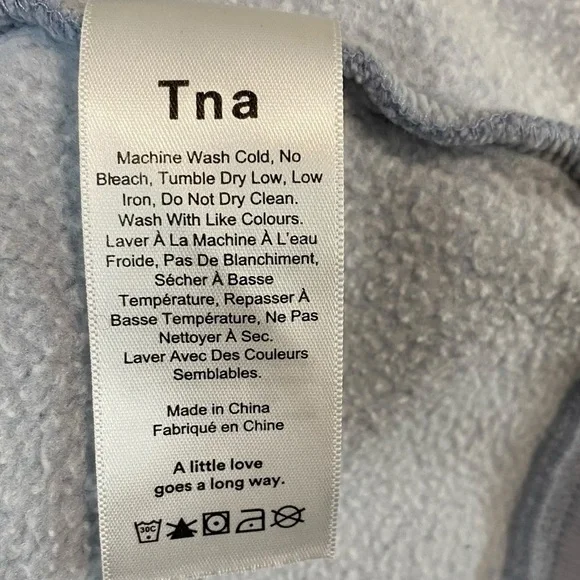 Tna
Machine Wash Cold, No
Bleach, Tumble Dry Low, Low
Iron, Do Not Dry Clean.
Wash With Like Colours.
Laver À La Machine À L'eau
Froide, Pas De Blanchiment,
Sécher À Basse
Température, Repasser À
Basse Température, Ne Pas
Nettoyer À Sec.
Laver Avec Des Couleurs
Semblables.
Made in China
Fabriqué en Chine
A little love
goes a long way.
30C